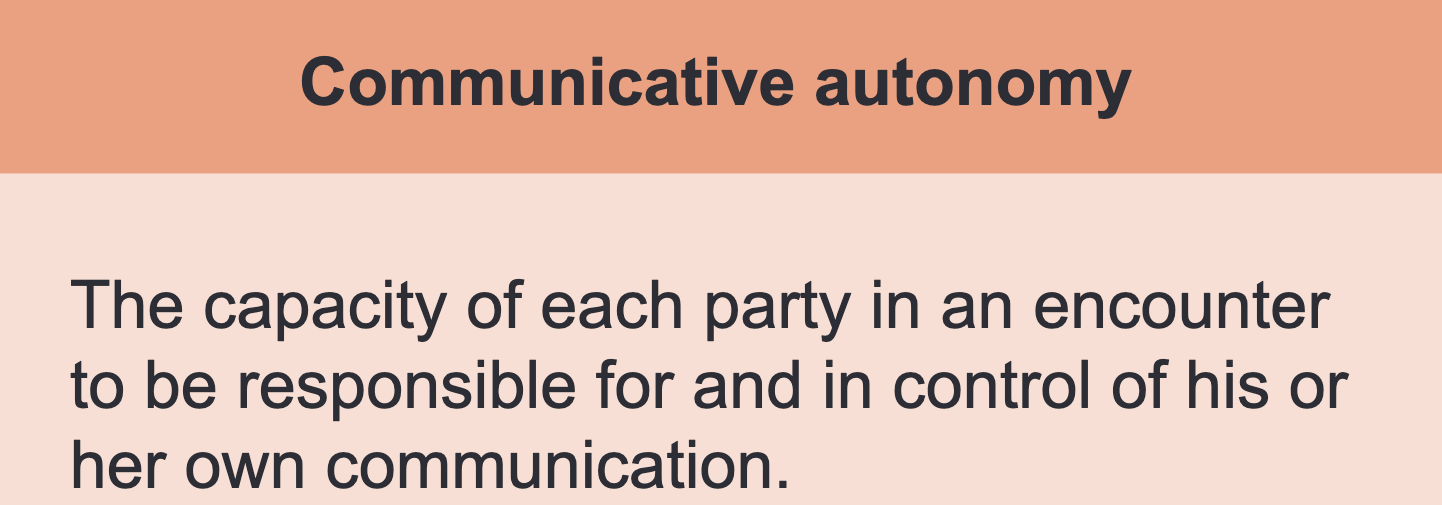 Communicative autonomy
The capacity of each party in an encounter
to be responsible for and in control of his or
her own communication.